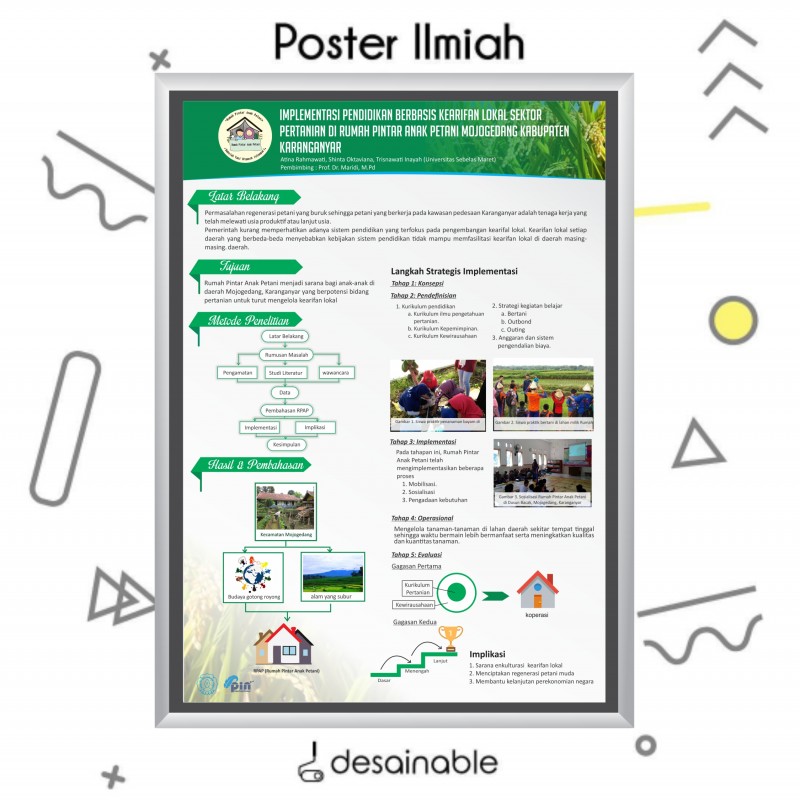 Poster Ilmiah
IMPLEMENTASI PENDIDIKAN BERBASIS KEARIFAN LOKAL SEKTOR
PERTANIAN DI RUMAH PINTAR ANAK PETANI MOJOGEDANG KABUPATEN
KARANGANYAR
Atina Rahmawati, Shinta Oktaviana, Trisnawati Inayah (Universitas Sebelas Maret)
Pembimbing : Prof. Dr. Maridi, M.Pd
Latar Belakang
Permasalahan regenerasi petani yang buruk sehingga petani yang berkerja pada kawasan pedesaan Karanganyar adalah tenaga kerja yang
telah melewati usia produktif atau lanjut usia.
Pemerintah kurang memperhatikan adanya sistem pendidikan yang terfokus pada pengembangan kearifal lokal. Kearifan lokal setiap
daerah yang berbeda-beda menyebabkan kebijakan sistem pendidikan tidak mampu memfasilitasi kearifan lokal di daerah masing-
masing. daerah.
Tujuan
Rumah Pintar Anak Petani menjadi sarana bagi anak-anak di
daerah Mojogedang, Karanganyar yang berpotensi bidang
pertanian untuk turut mengelola kearifan lokal
Metode Penelitian
Latar Belakang
Rumusan Masalah
Pengamatan
Studi Literatur
wawancara
Data
Pembahasan RPAP
Implementasi
Implikasi
Kesimpulan
Hasil & Pembahasan
Kecamatan Mojogedang
Budaya gotong royong
alam yang subur
RPAP (Rumah Pintar Anak Petani)
pin
Langkah Strategis Implementasi
Tahap 1: Konsepsi
Tahap 2: Pendefinisian
1. Kurikulum pendidikan
a. Kurikulum ilmu pengetahuan
pertanian.
b. Kurikulum Kepemimpinan.
c. Kurikulum Kewirausahaan
2. Strategi kegiatan belajar
a. Bertani
b. Outbond
c. Outing
3. Anggaran dan sistem
pengendalian biaya.
Gambar 1. Siswa praktik penanaman bayam di
Gambar 2. Siswa praktik bertani di lahan milik Rumah
Tahap 3: Implementasi
Pada tahapan ini, Rumah Pintar
Anak Petani telah
mengimplementasikan beberapa
proses
1. Mobilisasi.
2. Sosialisasi
3. Pengadaan kebutuhan
Gambar 3. Sosialisasi Rumah Pintar Anak Petani
Mojogedang, Karanganyar
Tahap 4: Operasional
Mengelola tanaman-tanaman di lahan daerah sekitar tempat tinggal
sehingga waktu bermain lebih bermanfaat serta meningkatkan kualitas
dan kuantitas tanaman.
Tahap 5: Evaluasi
Gagasan Pertama
Kurikulum
Pertanian
Kewirausahaan
koperasi
Gagasan Kedua
Dasar
Menengan
Lanjut
Implikasi
1. Sarana enkulturasi kearifan lokal
2. Menciptakan regenerasi petani muda
3. Membantu kelanjutan perekonomian negara
desainable